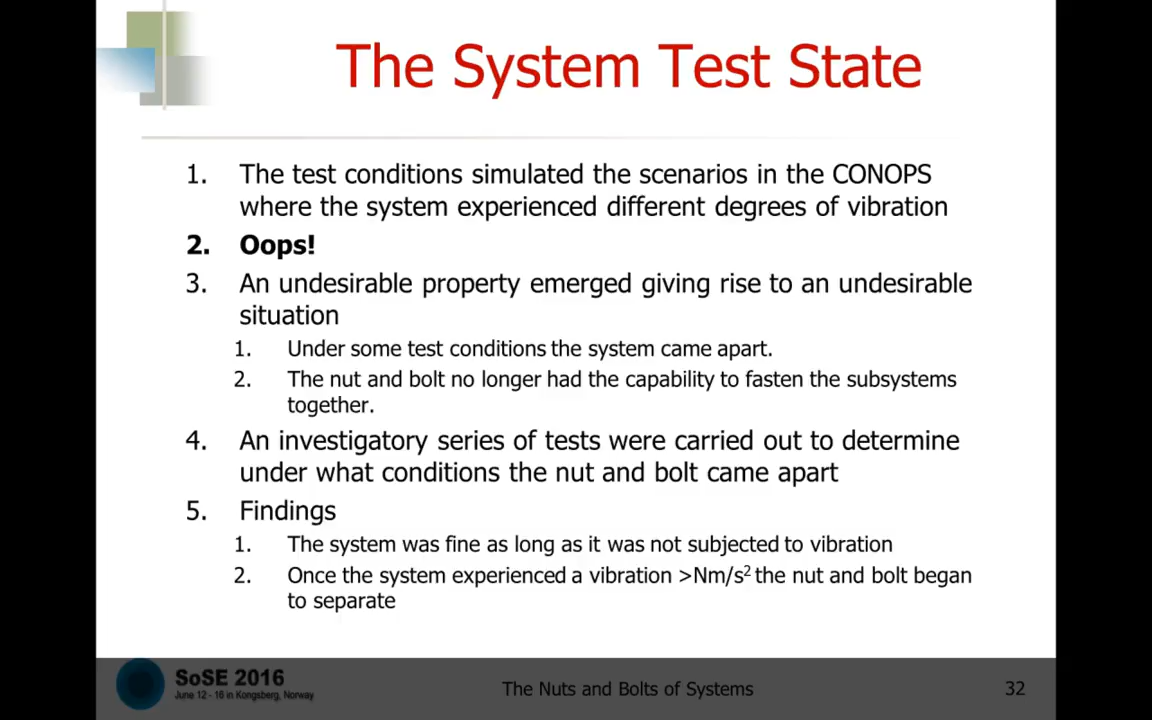 The System Test State
1. The test conditions simulated the scenarios in the CONOPS
where the system experienced different degrees of vibration
2. Oops!
3. An undesirable property emerged giving rise to an undesirable
situation
1. Under some test conditions the system came apart.
2. The nut and bolt no longer had the capability to fasten the subsystems
together.
4. An investigatory series of tests were carried out to determine
under what conditions the nut and bolt came apart
5. Findings
1. The system was fine as long as it was not subjected to vibration
2. Once the system experienced a vibration >Nm/s² the nut and bolt began
to separate
SoSE 2016
June 12 - 16 in Kongsberg, Norway
The Nuts and Bolts of Systems
32